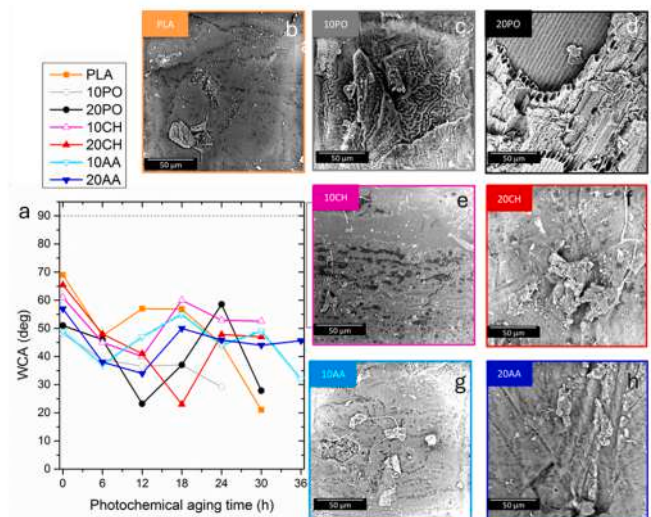 PLA
b
10PO
c
20PO
d
50 μm
50 μm
50 μm
PLA
10PO
20PO
10CH
20CH
10AA
20AA
a
90
80
70
60
50
40
30
20
10
0
WCA (deg)
0 6 12 18 24 30 36
Photochemical aging time (h)
10CH
e
20CH
f
50 μm
50 μm
10AA
g
20AA
h
50 μm
50 μm